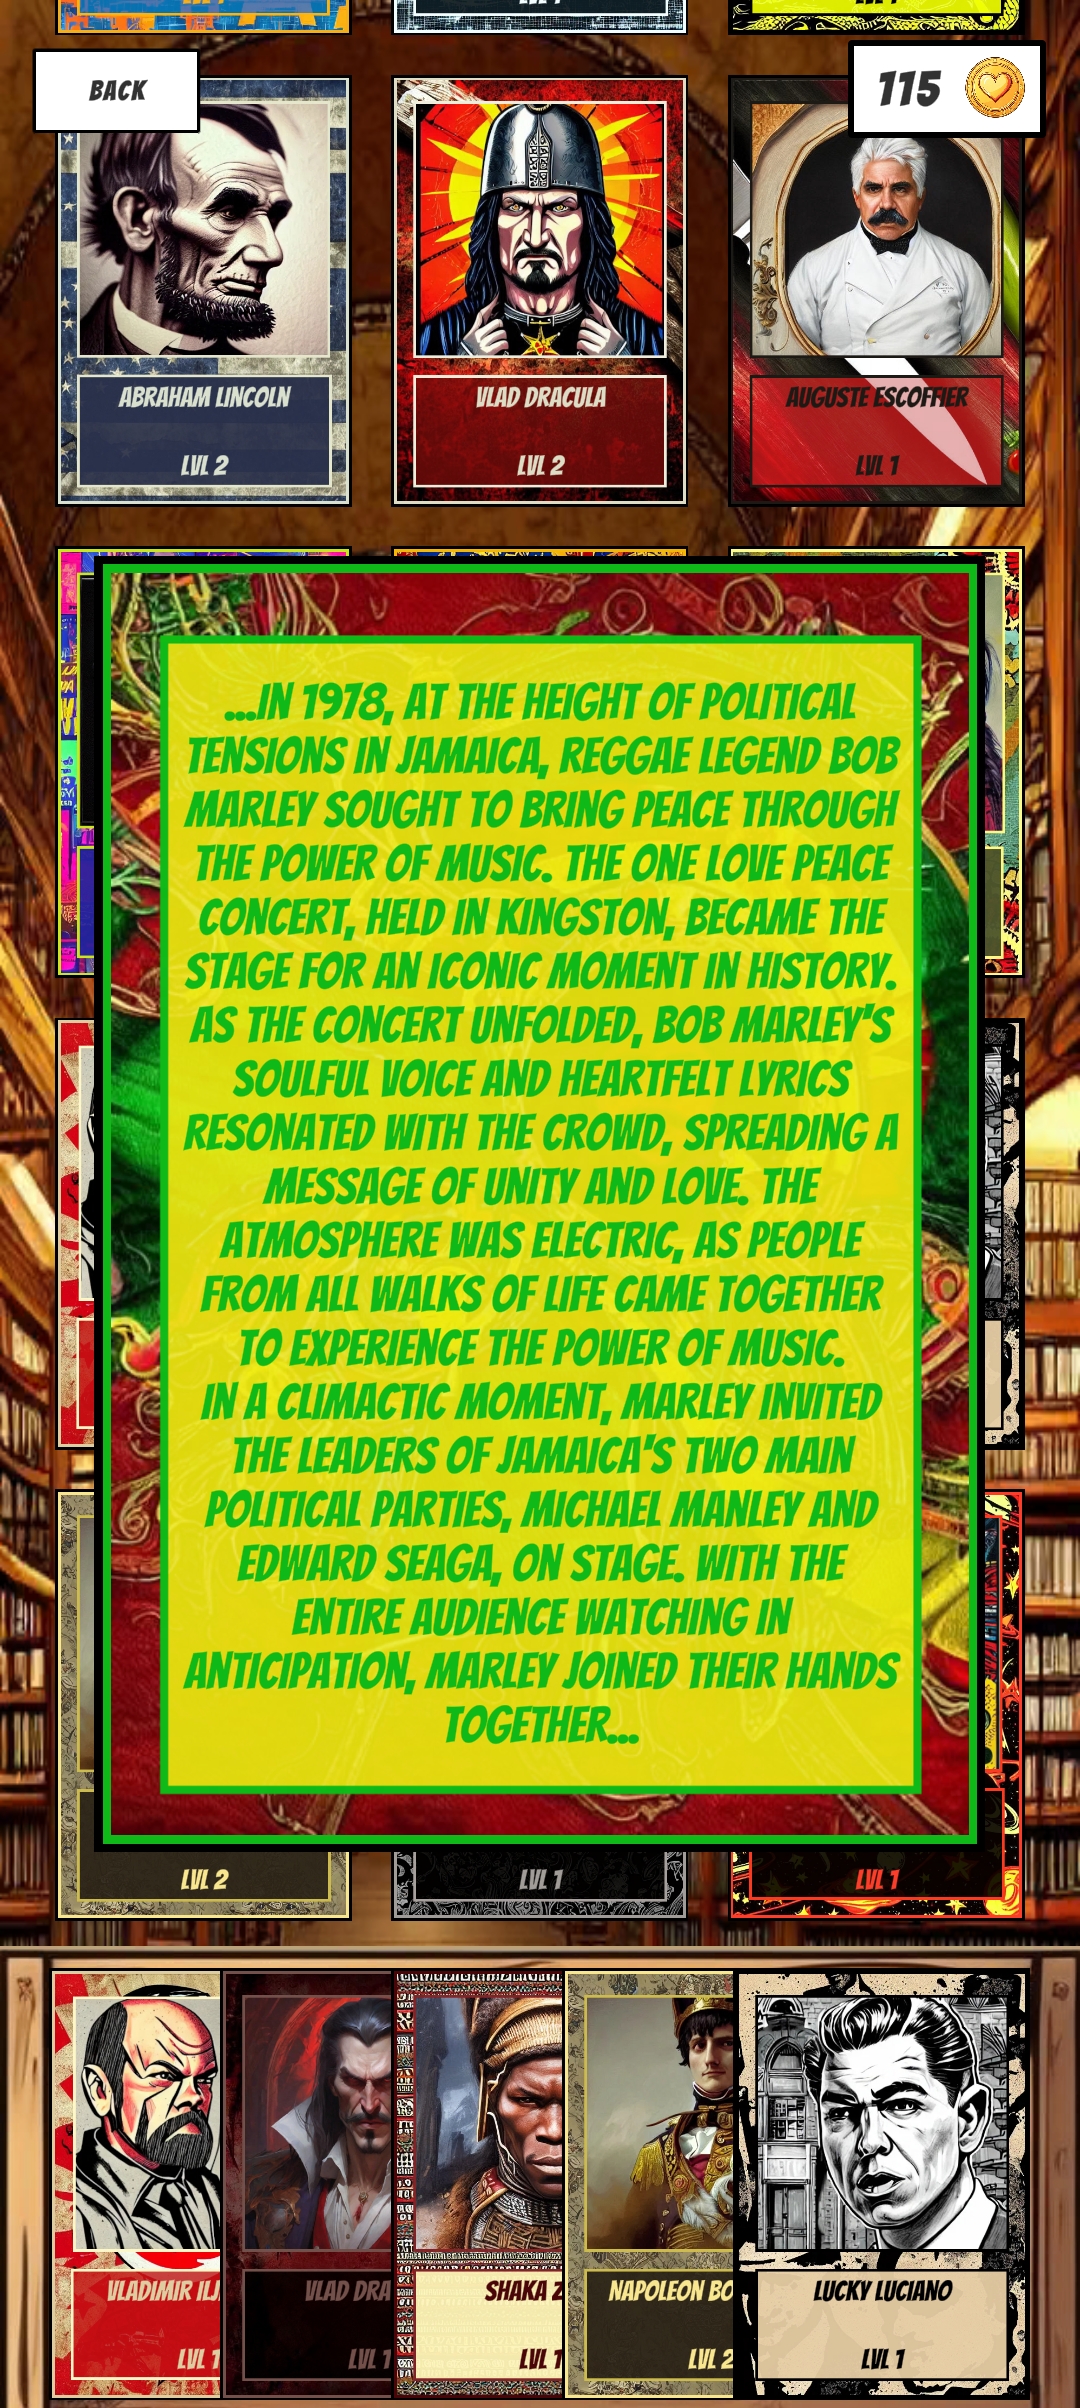 BACK
115
ABRAHAM LINCOLN
LVL 2
VLAD DRACULA
LVL 2
AUGUSTE ESCOFFIER
LVL 1
...IN 1978, AT THE HEIGHT OF POLITICAL
TENSIONS IN JAMAICA, REGGAE LEGEND BOB
MARLEY SOUGHT TO BRING PEACE THROUGH
THE POWER OF MUSIC. THE ONE LOVE PEACE
CONCERT, HELD IN KINGSTON, BECAME THE
STAGE FOR AN ICONIC MOMENT IN HISTORY.
AS THE CONCERT UNFOLDED, BOB MARLEY'S
SOULFUL VOICE AND HEARTFELT LYRICS
RESONATED WITH THE CROWD, SPREADING A
MESSAGE OF UNITY AND LOVE. THE
ATMOSPHERE WAS ELECTRIC, AS PEOPLE
FROM ALL WALKS OF LIFE CAME TOGETHER
TO EXPERIENCE THE POWER OF MUSIC.
IN A CLIMACTIC MOMENT, MARLEY INVITED
THE LEADERS OF JAMAICA'S TWO MAIN
POLITICAL PARTIES, MICHAEL MANLEY AND
EDWARD SEAGA, ON STAGE. WITH THE
ENTIRE AUDIENCE WATCHING IN
ANTICIPATION, MARLEY JOINED THEIR HANDS
TOGETHER...
LVL 2
LVL 1
LVL 1
VLADIMIR ILJ
LVL 1
VLAD DRA
LVL 1
SHAKA Z
LVL 1
NAPOLEON BO
LVL 2
LUCKY LUCIANO
LVL 1